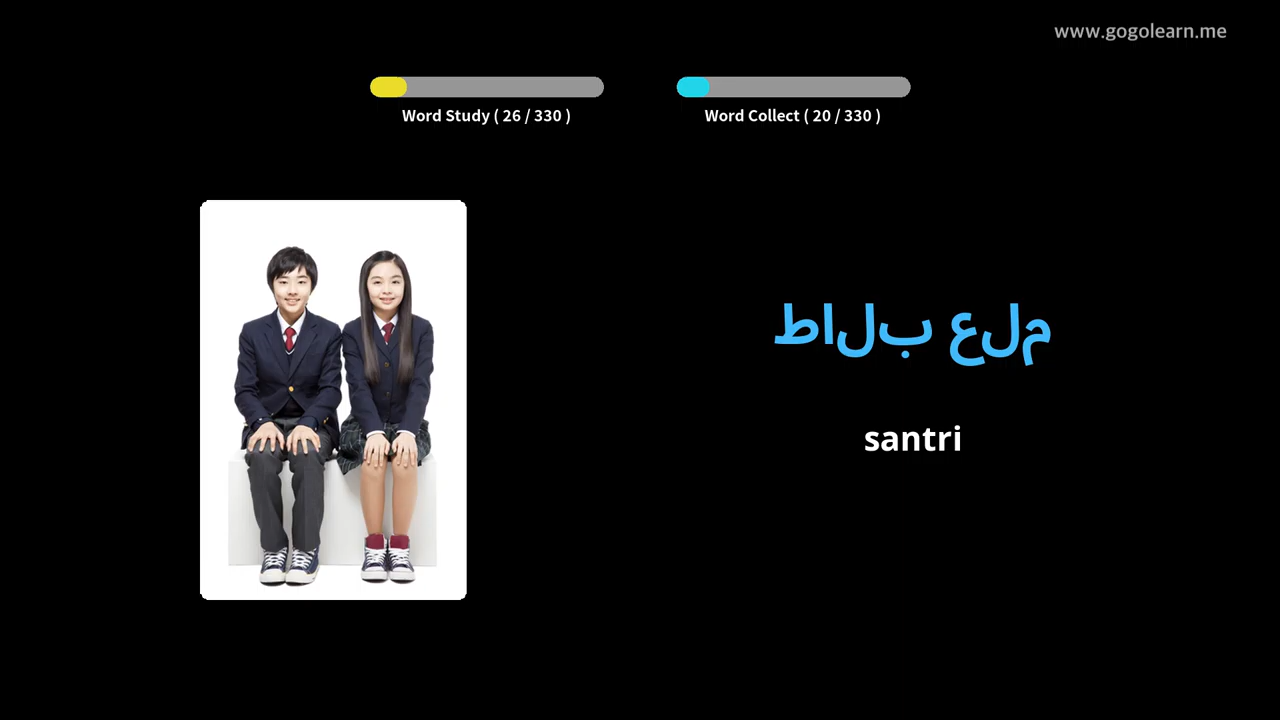 www.gogolearn.me
Word Study ( 26 / 330 )
Word Collect ( 20 / 330 )
طالب علم
santri